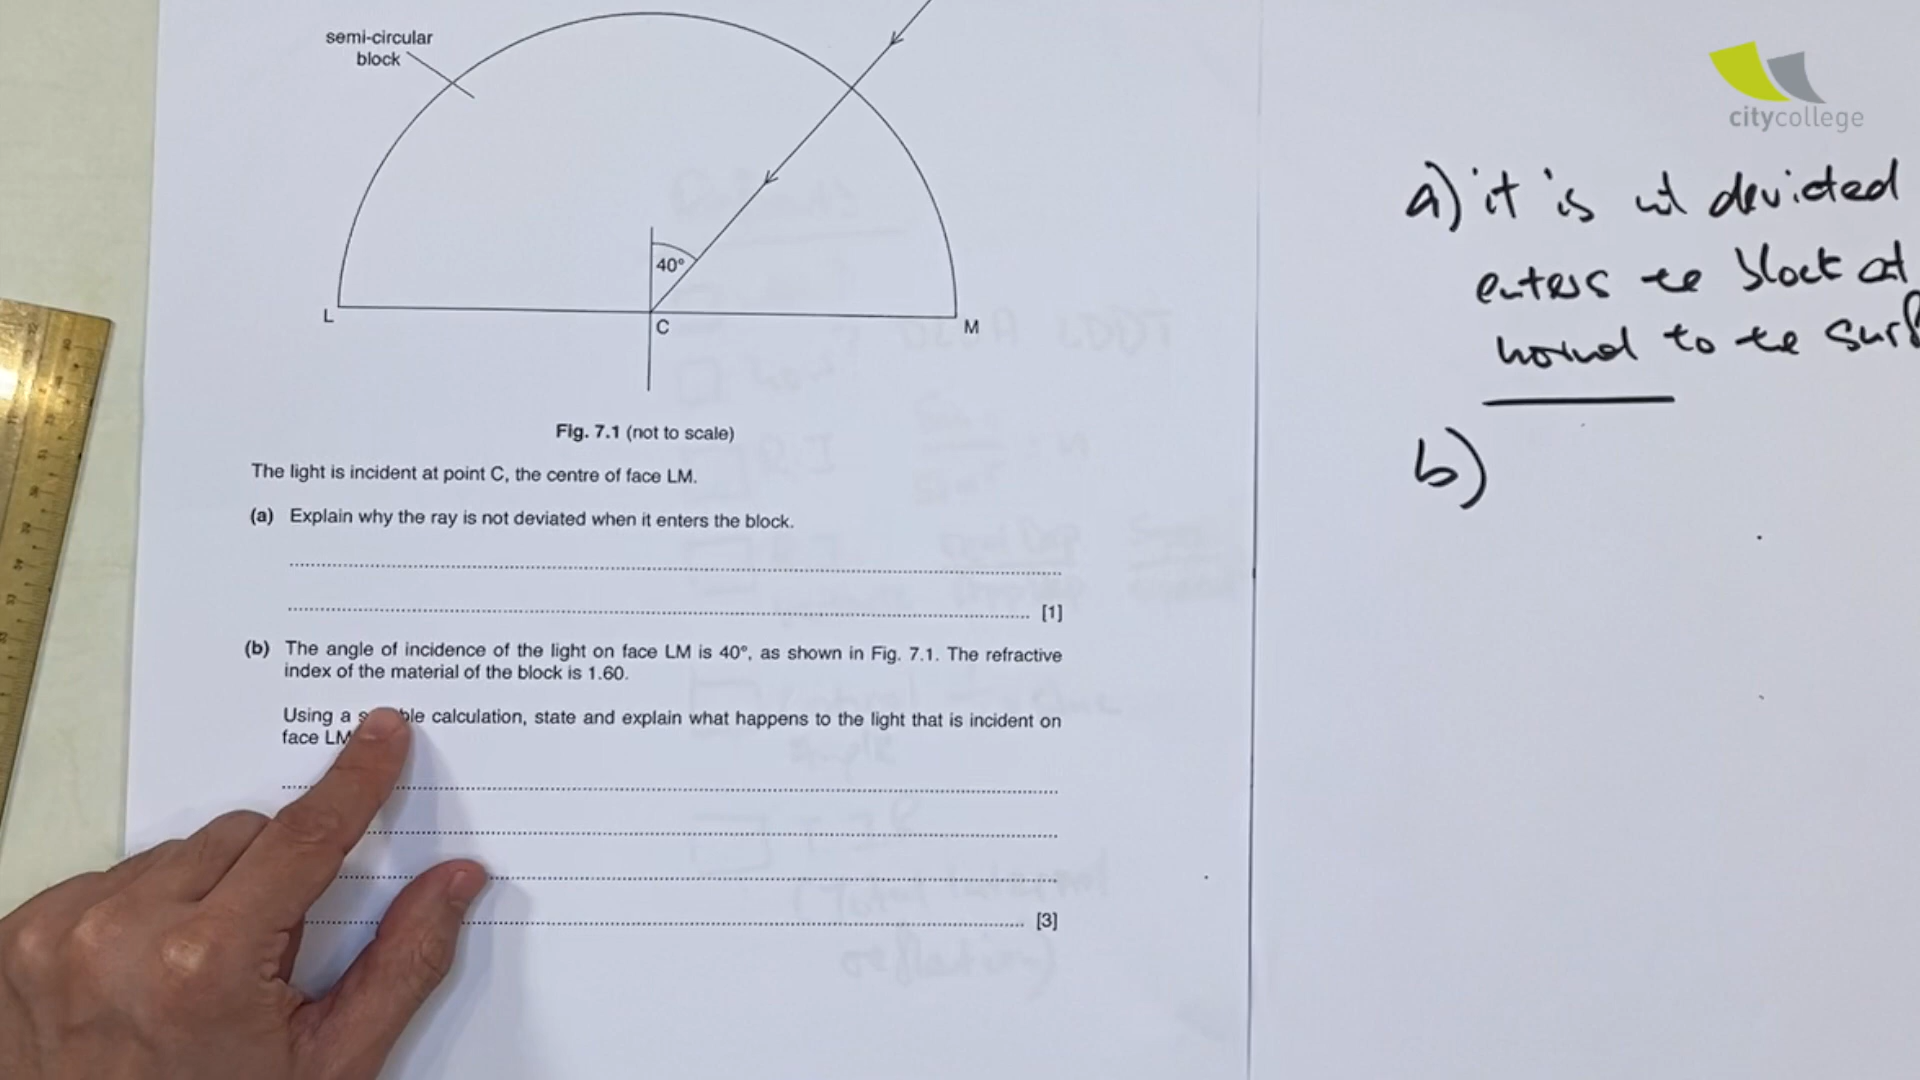 semi-circular
block
citycollege
40°
L
C
M
Fig. 7.1 (not to scale)
The light is incident at point C, the centre of face LM.
(a) Explain why the ray is not deviated when it enters the block.
[1]
(b) The angle of incidence of the light on face LM is 40°, as shown in Fig. 7.1. The refractive
index of the material of the block is 1.60.
Using a calculation, state and explain what happens to the light that is incident on
face LM
[3]
a) it is not deviated
enters the block at
normal to the surf
b)